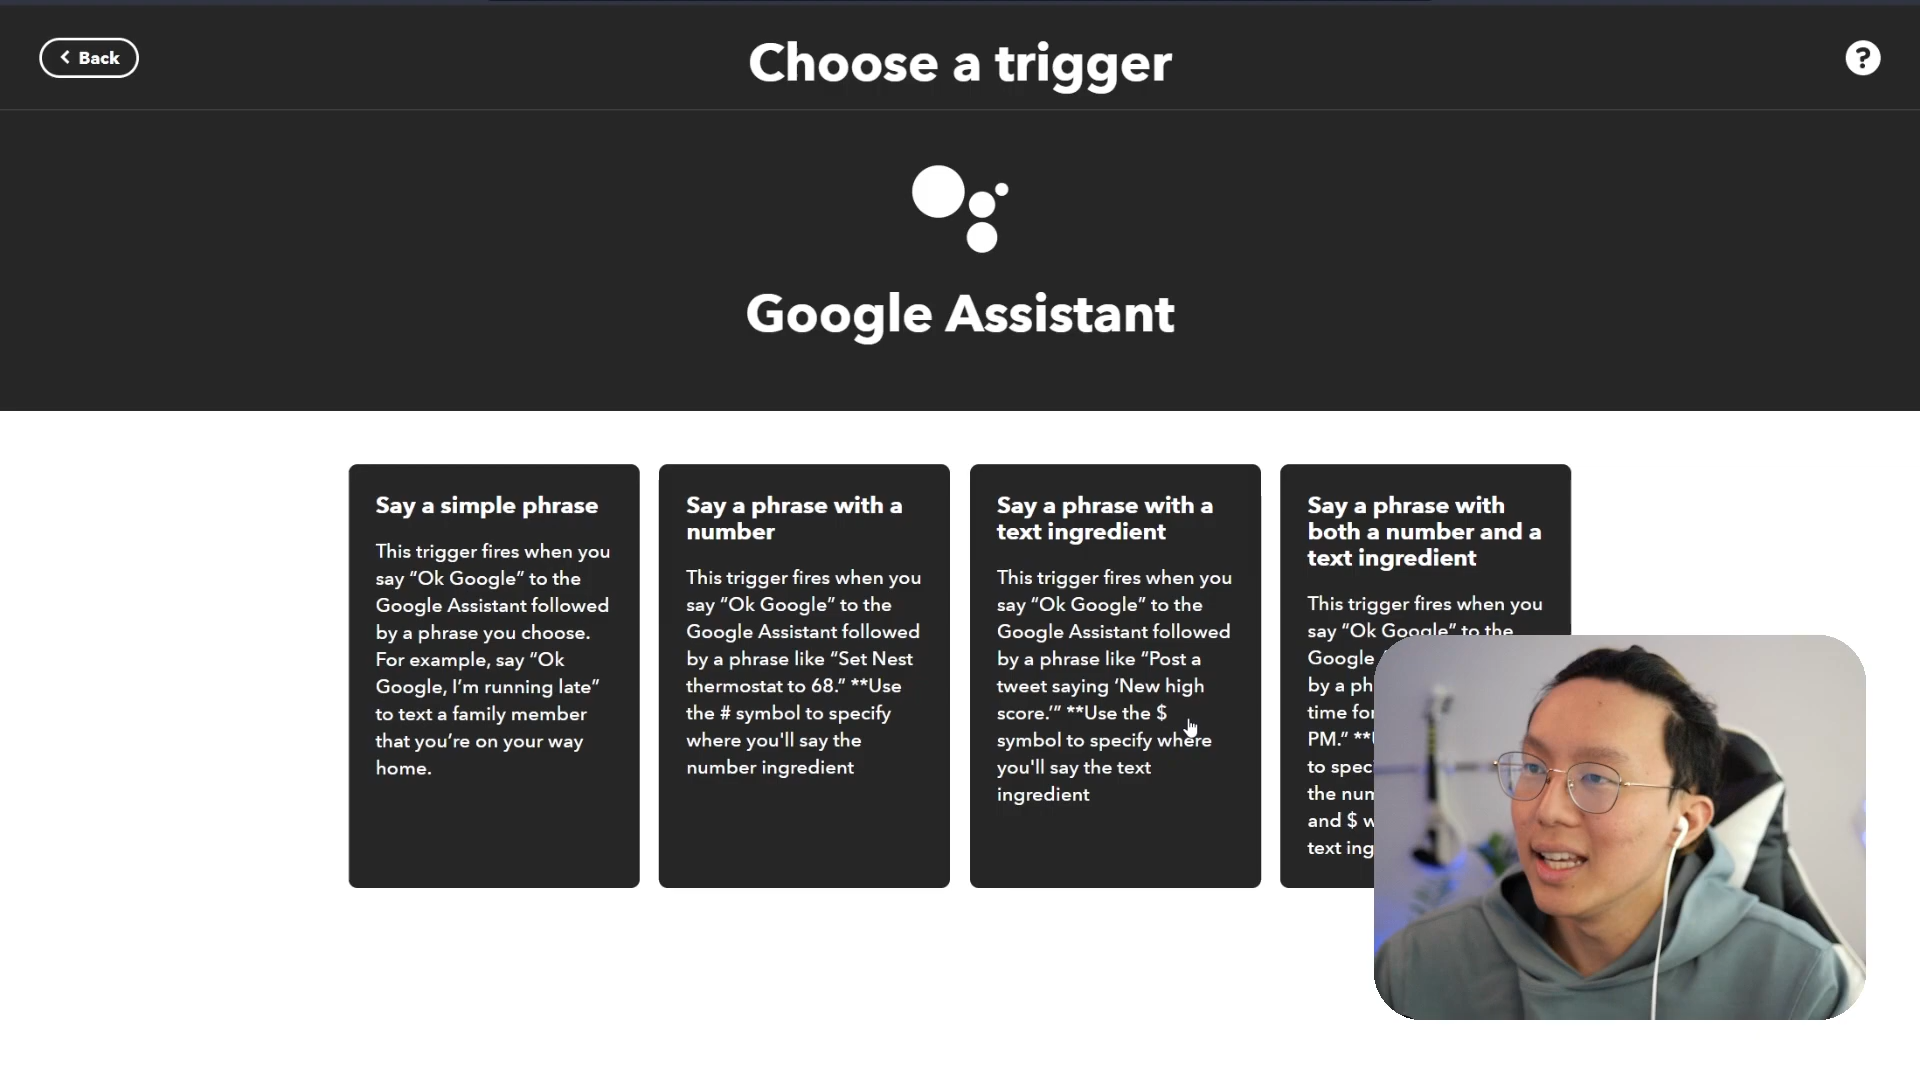 Back
Choose a trigger
?
Google Assistant
Say a simple phrase
This trigger fires when you
say “Ok Google” to the
Google Assistant followed
by a phrase you choose.
For example, say “Ok
Google, I’m running late”
to text a family member
that you’re on your way
home.
Say a phrase with a
number
This trigger fires when you
say “Ok Google” to the
Google Assistant followed
by a phrase like “Set Nest
thermostat to 68.” **Use
the # symbol to specify
where you'll say the
number ingredient
Say a phrase with a
text ingredient
This trigger fires when you
say “Ok Google” to the
Google Assistant followed
by a phrase like “Post a
tweet saying ‘New high
score.’” **Use the $
symbol to specify where
you'll say the text
ingredient
Say a phrase with
both a number and a
text ingredient
This trigger fires when you
say “Ok Google” to the
Google
by a
time
PM.”
to
the
and $
text